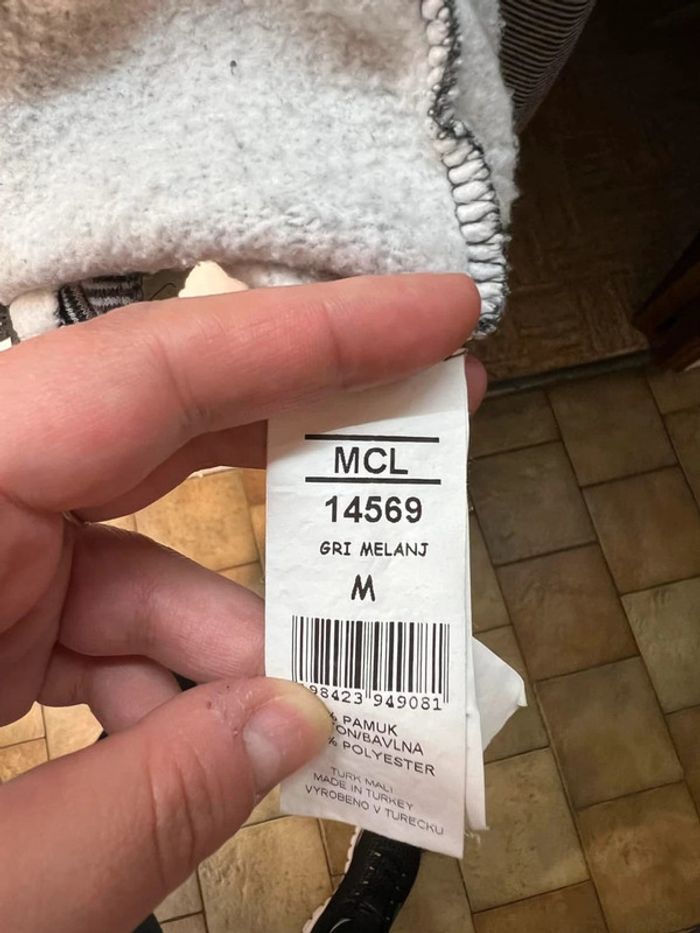 MCL
14569
GRI MELANJ
M
98423 949081
% PAMUK
ON/BAVLNA
% POLYESTER
TURK MALI
MADE IN TURKEY
VYROBENO V TURECKU